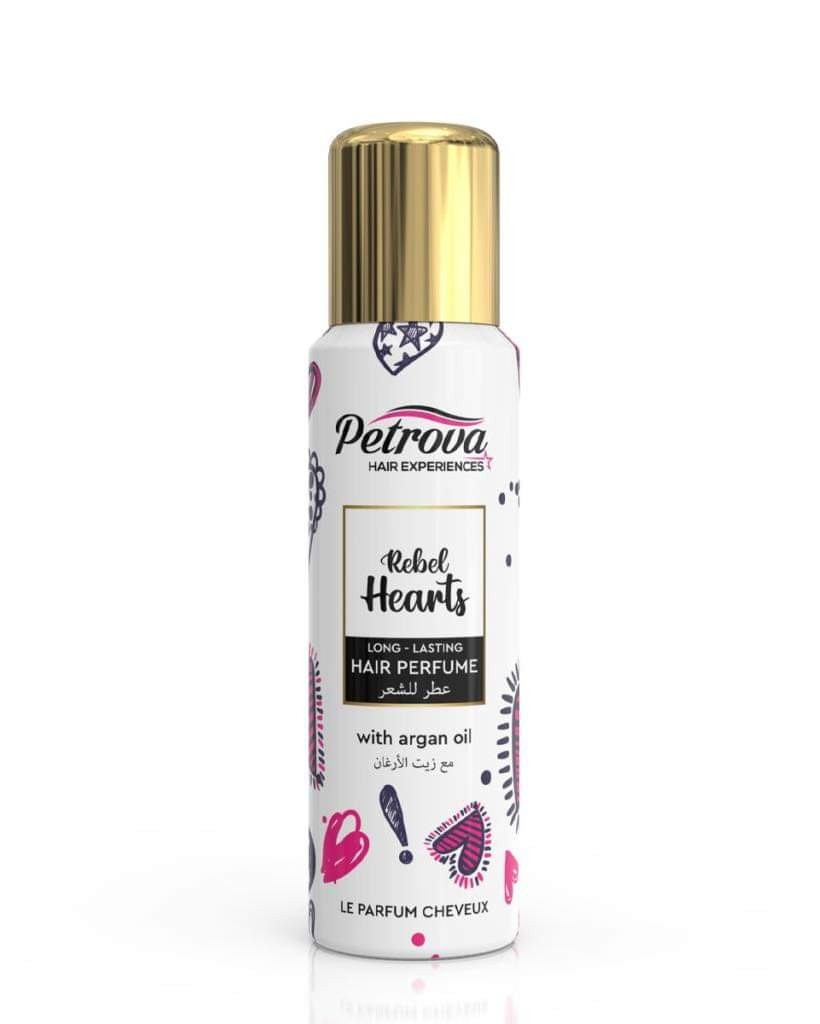 Petrova
HAIR EXPERIENCES
Rebel
Hearts
LONG - LASTING
HAIR PERFUME
عطر للشعر
with argan oil
مع زيت الأرغان
LE PARFUM CHEVEUX